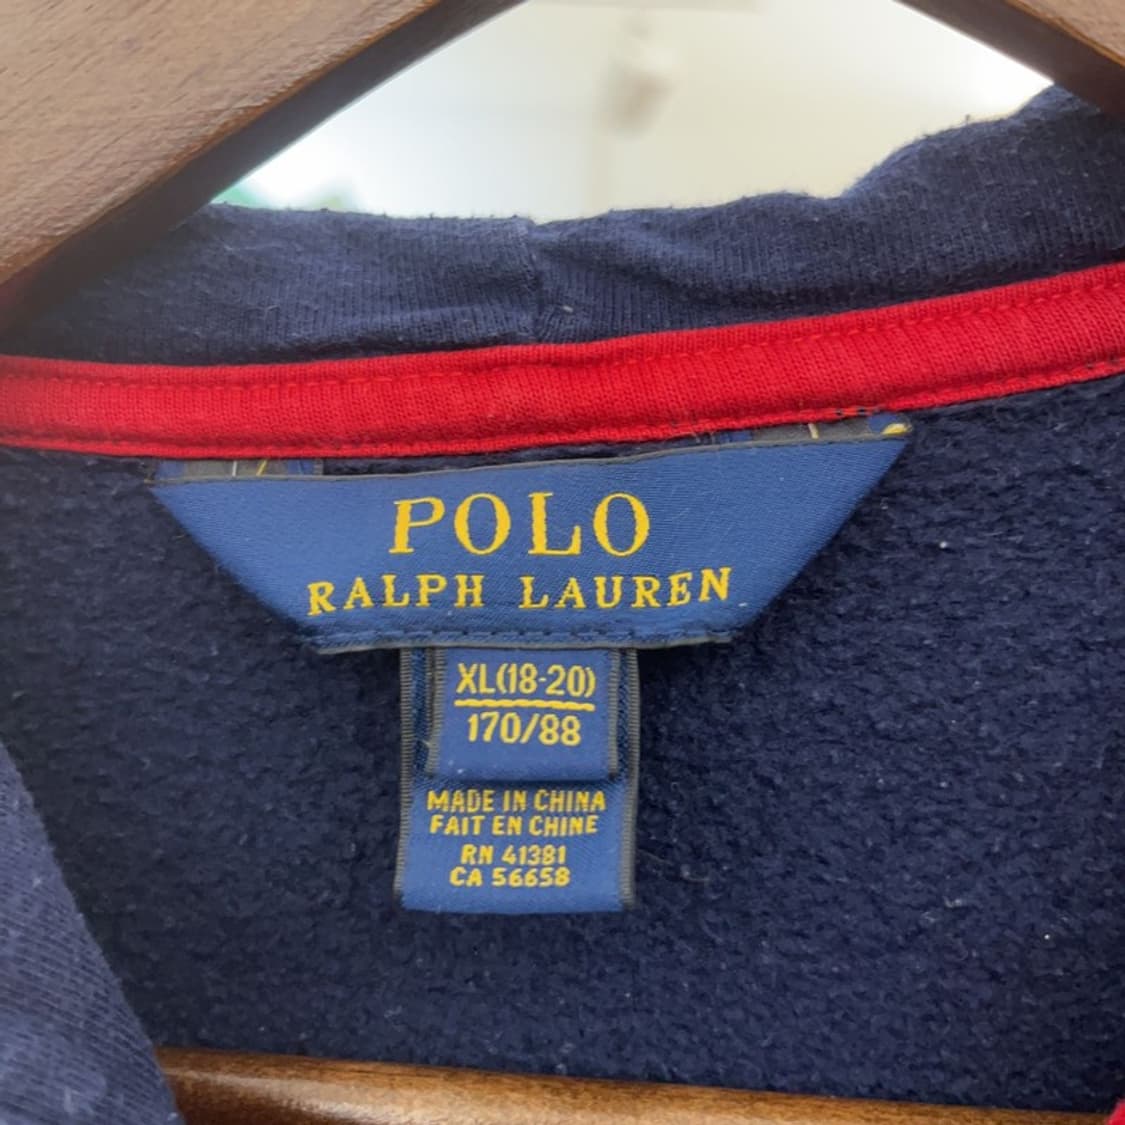 POLO
RALPH LAUREN
XL(18-20)
170/88
MADE IN CHINA
FAIT EN CHINE
RN 41381
CA 56658